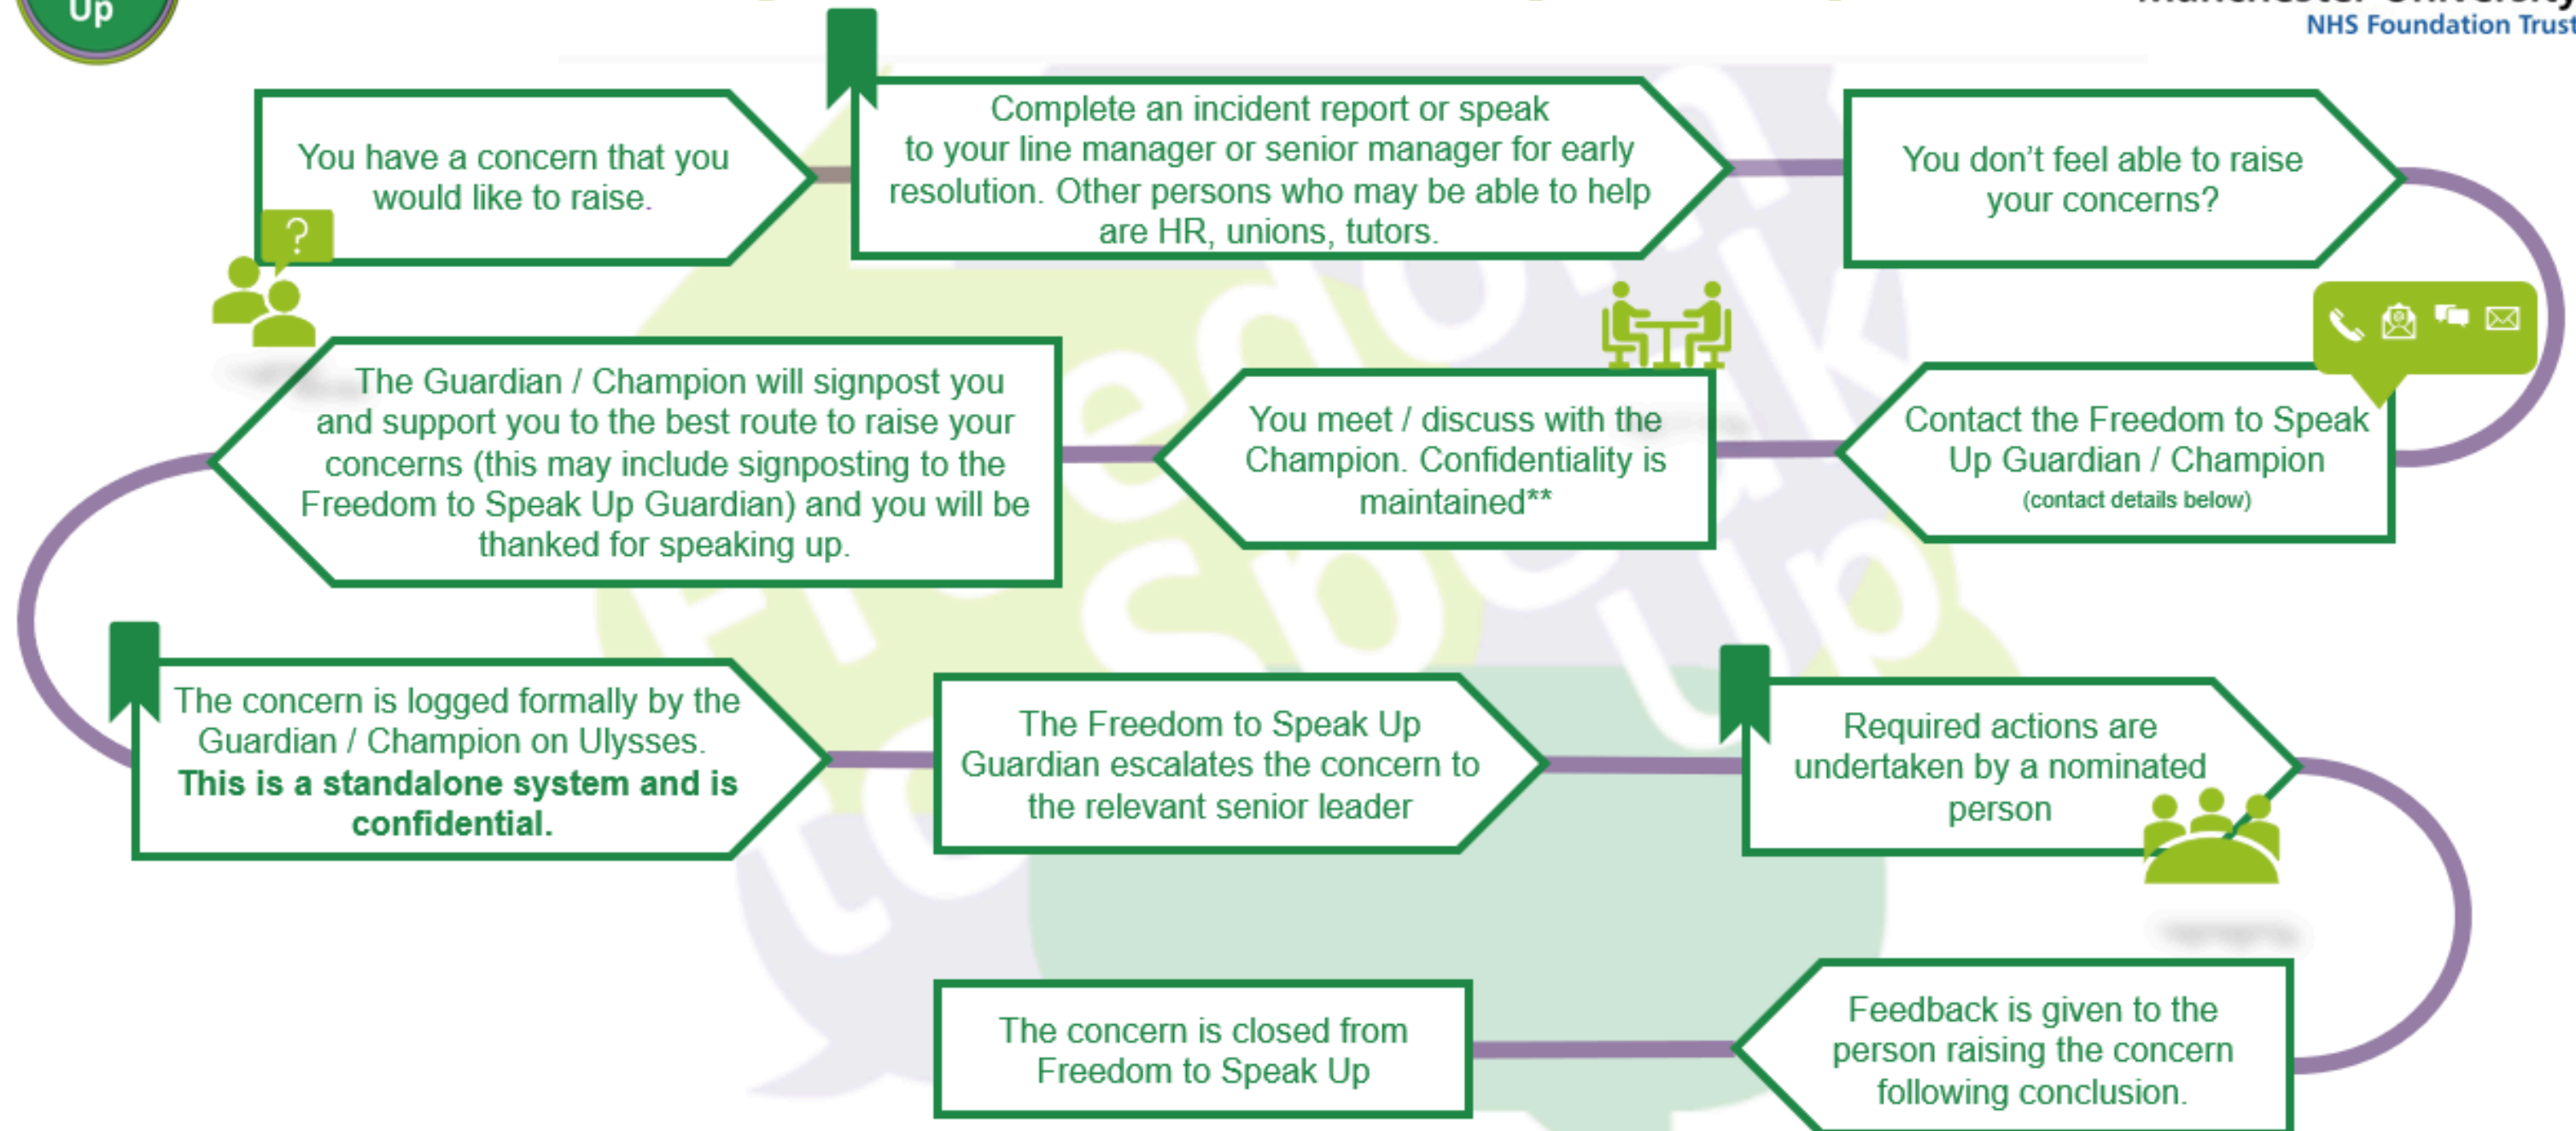 Up
NHS Foundation Trust
You have a concern that you
would like to raise.
?
Complete an incident report or speak
to your line manager or senior manager for early
resolution. Other persons who may be able to help
are HR, unions, tutors.
You don't feel able to raise
your concerns?
Contact the Freedom to Speak
Up Guardian / Champion
(contact details below)
You meet / discuss with the
Champion. Confidentiality is
maintained**
The Guardian / Champion will signpost you
and support you to the best route to raise your
concerns (this may include signposting to the
Freedom to Speak Up Guardian) and you will be
thanked for speaking up.
The concern is logged formally by the
Guardian / Champion on Ulysses.
This is a standalone system and is
confidential.
The Freedom to Speak Up
Guardian escalates the concern to
the relevant senior leader
Required actions are
undertaken by a nominated
person
Feedback is given to the
person raising the concern
following conclusion.
The concern is closed from
Freedom to Speak Up
Freedom
to Speak
Up